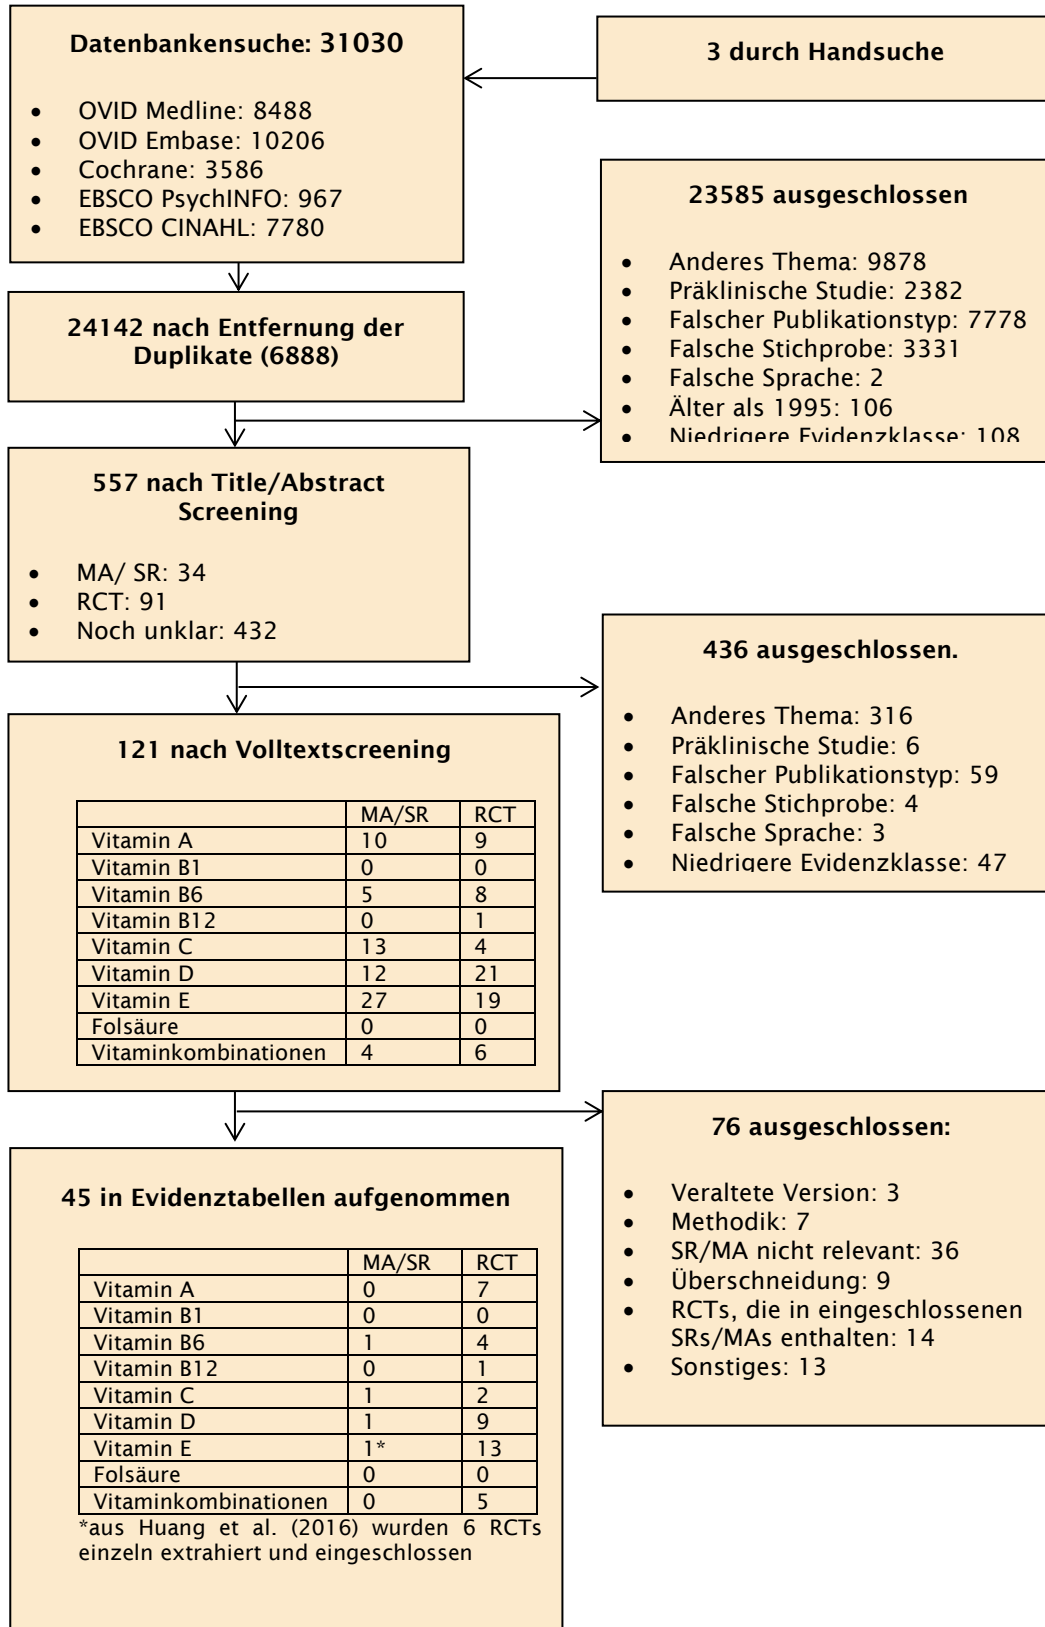 Datenbankensuche: 31030
• OVID Medline: 8488
• OVID Embase: 10206
• Cochrane: 3586
• EBSCO PsychINFO: 967
• EBSCO CINAHL: 7780
3 durch Handsuche
24142 nach Entfernung der
Duplikate (6888)
23585 ausgeschlossen
• Anderes Thema: 9878
• Präklinische Studie: 2382
• Falscher Publikationstyp: 7778
• Falsche Stichprobe: 3331
• Falsche Sprache: 2
• Älter als 1995: 106
• Niedrigere Evidenzklasse: 108
557 nach Title/Abstract
Screening
• MA/ SR: 34
• RCT: 91
• Noch unklar: 432
436 ausgeschlossen.
• Anderes Thema: 316
• Präklinische Studie: 6
• Falscher Publikationstyp: 59
• Falsche Stichprobe: 4
• Falsche Sprache: 3
• Niedrigere Evidenzklasse: 47
121 nach Volltextscreening
MA/SR RCT
Vitamin A 10 9
Vitamin B1 0 0
Vitamin B6 5 8
Vitamin B12 0 1
Vitamin C 13 4
Vitamin D 12 21
Vitamin E 27 19
Folsäure 0 0
Vitaminkombinationen 4 6
76 ausgeschlossen:
• Veraltete Version: 3
• Methodik: 7
• SR/MA nicht relevant: 36
• Überschneidung: 9
• RCTs, die in eingeschlossenen
SRs/MAs enthalten: 14
• Sonstiges: 13
45 in Evidenztabellen aufgenommen
MA/SR RCT
Vitamin A 0 7
Vitamin B1 0 0
Vitamin B6 1 4
Vitamin B12 0 1
Vitamin C 1 2
Vitamin D 1 9
Vitamin E 1* 13
Folsäure 0 0
Vitaminkombinationen 0 5
*aus Huang et al. (2016) wurden 6 RCTs
einzeln extrahiert und eingeschlossen